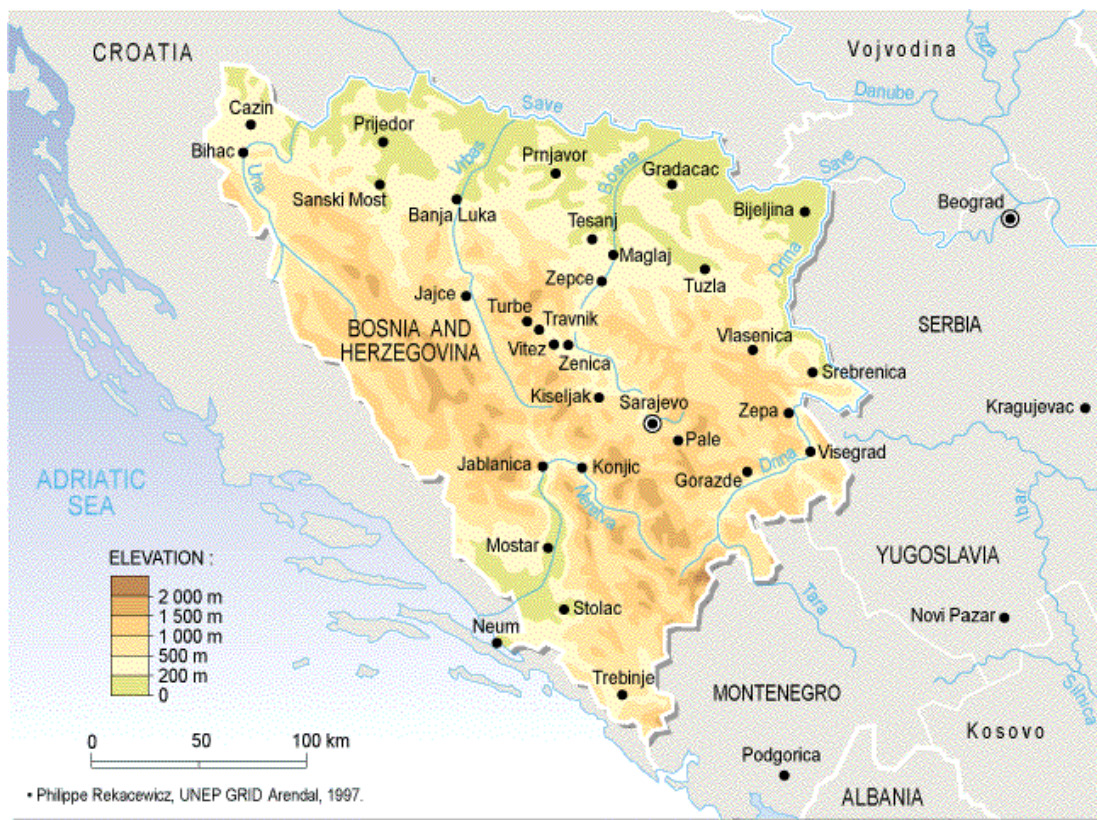 CROATIA
Vojvodina
Tisza
Danube
Save
Cazin
Prijedor
Bihac
Una
Vrbas
Prnjavor
Bosna
Gradacac
Save
Sanski Most
Banja Luka
Bijeljina
Beograd
Tesanj
Maglaj
Drina
Zepce
Tuzla
Jajce
Turbe
Travnik
BOSNIA AND
HERZEGOVINA
Vitez
Zenica
Vlasenica
SERBIA
Srebrenica
Kiseljak
Sarajevo
Zepa
Kragujevac
Pale
Visegrad
Jablanica
Konjic
Gorazde
Drina
ADRIATIC
SEA
Neretva
Ibar
Mostar
YUGOSLAVIA
ELEVATION :
2 000 m
1 500 m
1 000 m
500 m
200 m
0
Stolac
Tara
Novi Pazar
Neum
Trebinje
MONTENEGRO
Silnica
Kosovo
0 50 100 km
Podgorica
• Philippe Rekacewicz, UNEP GRID Arendal, 1997.
ALBANIA